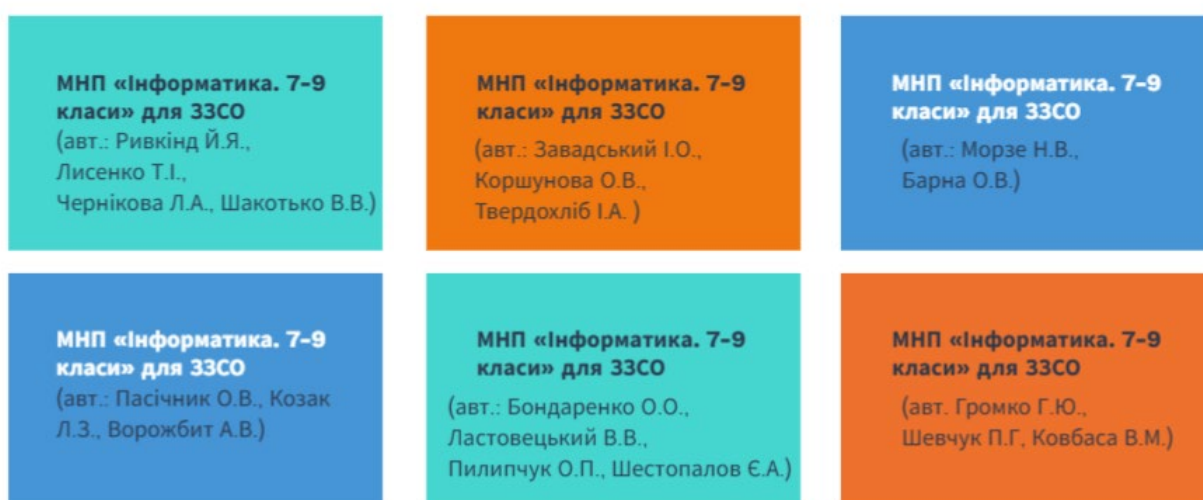 МНП «Інформатика. 7–9
класи» для ЗЗСО
(авт.: Ривкінд Й.Я.,
Лисенко Т.І.,
Чернікова Л.А., Шакотько В.В.)
МНП «Інформатика. 7–9
класи» для ЗЗСО
(авт.: Завадський І.О.,
Коршунова О.В.,
Твердохліб І.А. )
МНП «Інформатика. 7–9
класи» для ЗЗСО
(авт.: Морзе Н.В.,
Барна О.В.)
МНП «Інформатика. 7–9
класи» для ЗЗСО
(авт.: Пасічник О.В., Козак
Л.З., Ворожбит А.В.)
МНП «Інформатика. 7–9
класи» для ЗЗСО
(авт.: Бондаренко О.О.,
Ластовецький В.В.,
Пилипчук О.П., Шестопалов Є.А.)
МНП «Інформатика. 7–9
класи» для ЗЗСО
(авт. Громко Г.Ю.,
Шевчук П.Г, Ковбаса В.М.)